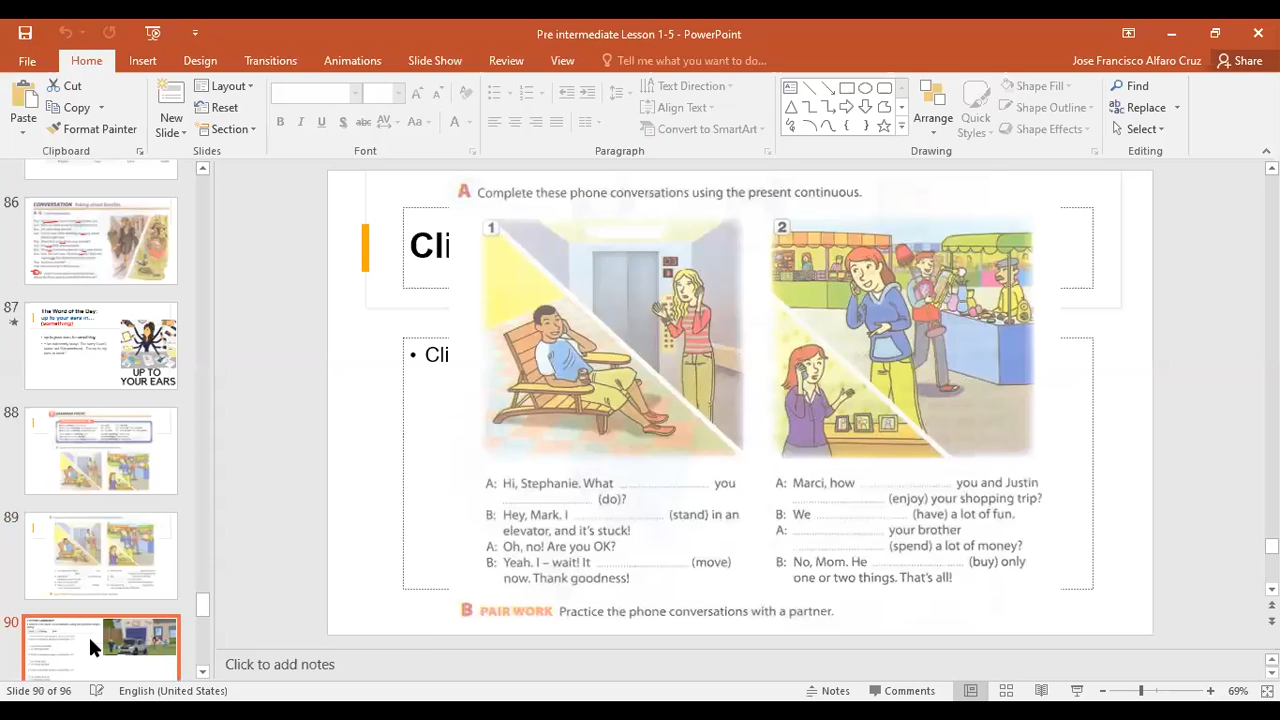 Pre intermediate Lesson 1-5 - PowerPoint
File Home Insert Design Transitions Animations Slide Show Review View Tell me what you want to do... Jose Francisco Alfaro Cruz Share
Paste
Cut
Copy
Format Painter
Clipboard
New Slide
Layout
Reset
Section
Slides
B I U S abc AV Aa A
Font
Text Direction
Align Text
Convert to SmartArt
Paragraph
Arrange
Quick Styles
Shape Fill
Shape Outline
Shape Effects
Drawing
Find
Replace
Select
Editing
86
CONVERSATION
87
The Word of the Day:
up to your ears in...
(something)
UP TO
YOUR EARS
88
89
90
A Complete these phone conversations using the present continuous.
Cli
• Cli
A: Hi, Stephanie. What you
(do)?
B: Hey, Mark. I (stand) in an
elevator, and it's stuck!
A: Oh, no! Are you OK?
B: Yeah. I – wait! It (move)
now. Thank goodness!
A: Marci, how you and Justin
(enjoy) your shopping trip?
B: We (have) a lot of fun.
A: your brother
(spend) a lot of money?
B: No, Mom. He (buy) only
one or two things. That's all!
B PAIR WORK Practice the phone conversations with a partner.
Click to add notes
Slide 90 of 96 English (United States) Notes Comments 69%